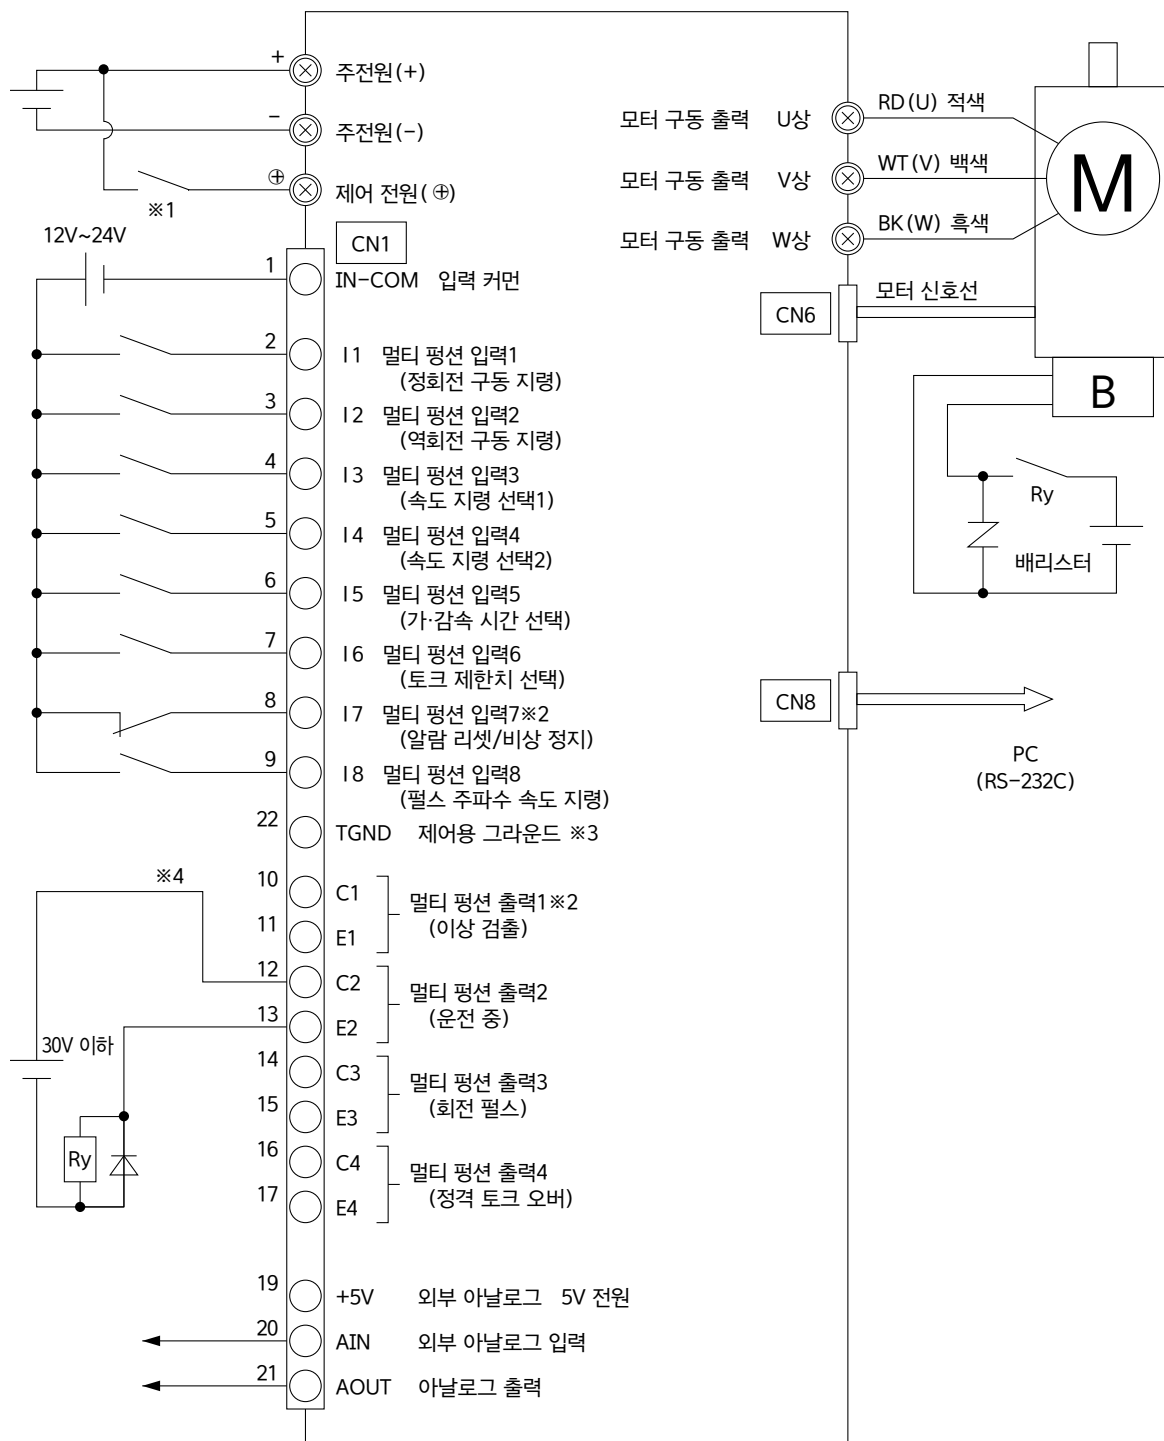 +
주전원(+)
−
주전원(−)
⊕
제어 전원(⊕)
※1
모터 구동 출력 U상
RD(U) 적색
모터 구동 출력 V상
WT(V) 백색
모터 구동 출력 W상
BK(W) 흑색
M
CN6
모터 신호선
B
Ry
배리스터
CN8
PC
(RS−232C)
12V~24V
CN1
1 IN−COM 입력 커먼
2 I1 멀티 펑션 입력1
(정회전 구동 지령)
3 I2 멀티 펑션 입력2
(역회전 구동 지령)
4 I3 멀티 펑션 입력3
(속도 지령 선택1)
5 I4 멀티 펑션 입력4
(속도 지령 선택2)
6 I5 멀티 펑션 입력5
(가·감속 시간 선택)
7 I6 멀티 펑션 입력6
(토크 제한치 선택)
8 I7 멀티 펑션 입력7※2
(알람 리셋/비상 정지)
9 I8 멀티 펑션 입력8
(펄스 주파수 속도 지령)
22 TGND 제어용 그라운드 ※3
※4
10 C1
멀티 펑션 출력1※2
(이상 검출)
11 E1
12 C2
멀티 펑션 출력2
(운전 중)
13 E2
30V 이하
14 C3
멀티 펑션 출력3
(회전 펄스)
15 E3
16 C4
Ry
멀티 펑션 출력4
(정격 토크 오버)
17 E4
19 +5V 외부 아날로그 5V 전원
20 AIN 외부 아날로그 입력
21 AOUT 아날로그 출력